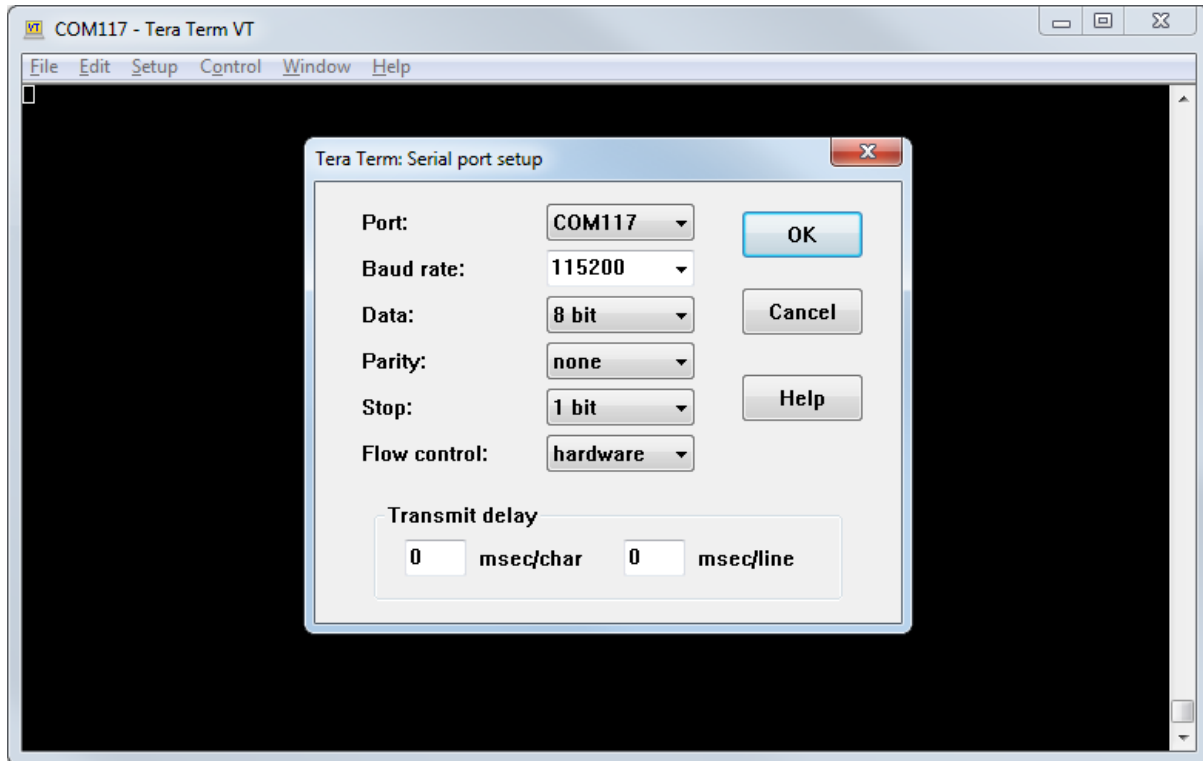 VT COM117 - Tera Term VT
File Edit Setup Control Window Help
Tera Term: Serial port setup
Port: COM117
OK
Baud rate: 115200
Data: 8 bit
Cancel
Parity: none
Help
Stop: 1 bit
Flow control: hardware
Transmit delay
0 msec/char 0 msec/line